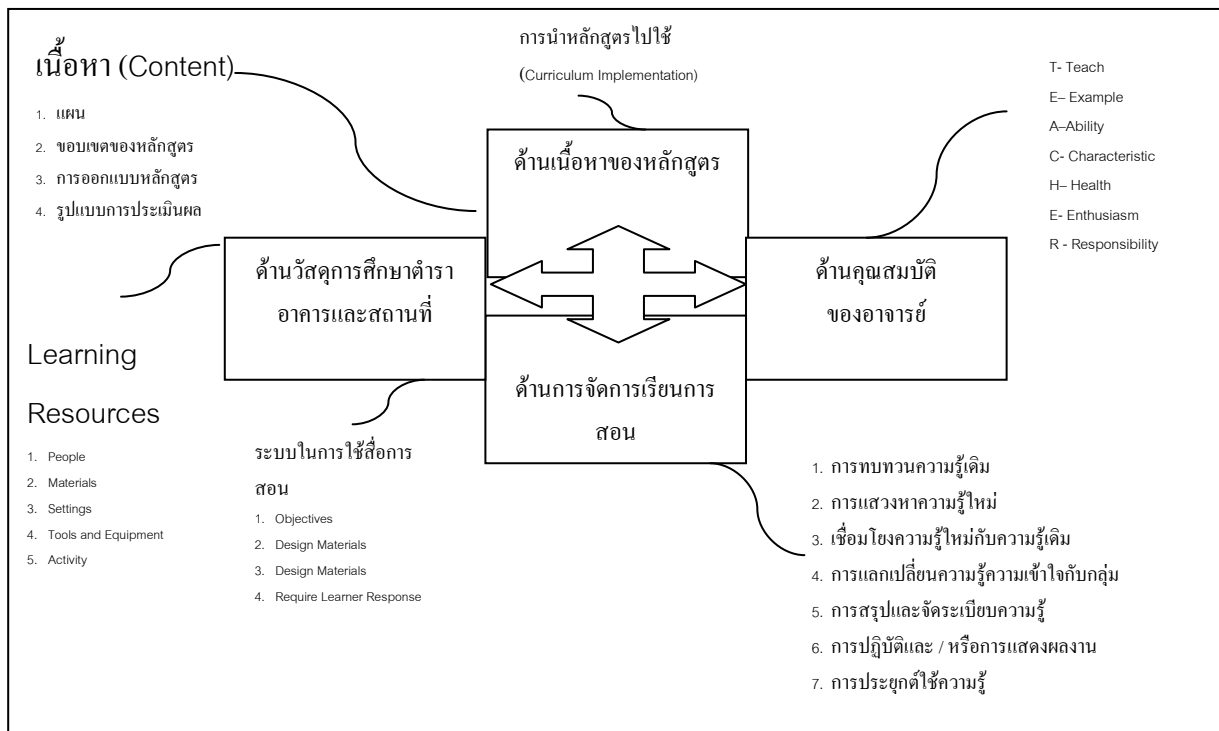 เนื้อหา (Content)
1. แผน
2. ขอบเขตของหลักสูตร
3. การออกแบบหลักสูตร
4. รูปแบบการประเมินผล
การนำหลักสูตรไปใช้
(Curriculum Implementation)
T- Teach
E– Example
A–Ability
C- Characteristic
H– Health
E- Enthusiasm
R - Responsibility
ด้านเนื้อหาของหลักสูตร
ด้านวัสดุการศึกษาตำรา
อาคารและสถานที่
ด้านคุณสมบัติ
ของอาจารย์
ด้านการจัดการเรียนการ
สอน
Learning
Resources
1. People
2. Materials
3. Settings
4. Tools and Equipment
5. Activity
ระบบในการใช้สื่อการ
สอน
1. Objectives
2. Design Materials
3. Design Materials
4. Require Learner Response
1. การทบทวนความรู้เดิม
2. การแสวงหาความรู้ใหม่
3. เชื่อมโยงความรู้ใหม่กับความรู้เดิม
4. การแลกเปลี่ยนความรู้ความเข้าใจกับกลุ่ม
5. การสรุปและจัดระเบียบความรู้
6. การปฏิบัติและ / หรือการแสดงผลงาน
7. การประยุกต์ใช้ความรู้